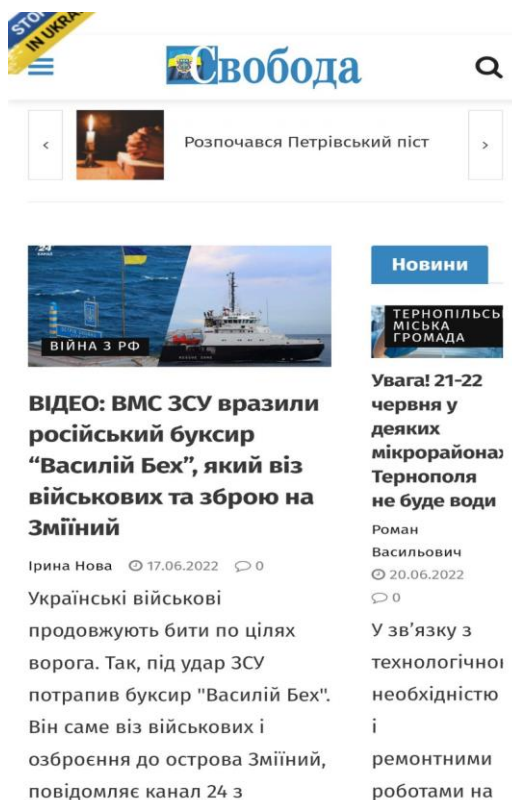 STOP
IN UKRA
Свобода
Розпочався Петрівський піст
24
ВІЙНА З РФ
ВІДЕО: ВМС ЗСУ вразили
російський буксир
“Василій Бех”, який віз
військових та зброю на
Зміїний
Ірина Нова 17.06.2022 0
Українські військові
продовжують бити по цілях
ворога. Так, під удар ЗСУ
потрапив буксир "Василій Бех".
Він саме віз військових і
озброєння до острова Зміїний,
повідомляє канал 24 з
Новини
ТЕРНОПІЛЬСЬ
МІСЬКА
ГРОМАДА
Увага! 21-22
червня у
деяких
мікрорайонах
Тернополя
не буде води
Роман
Васильович
20.06.2022
0
У зв’язку з
технологічної
необхідністю
і
ремонтними
роботами на